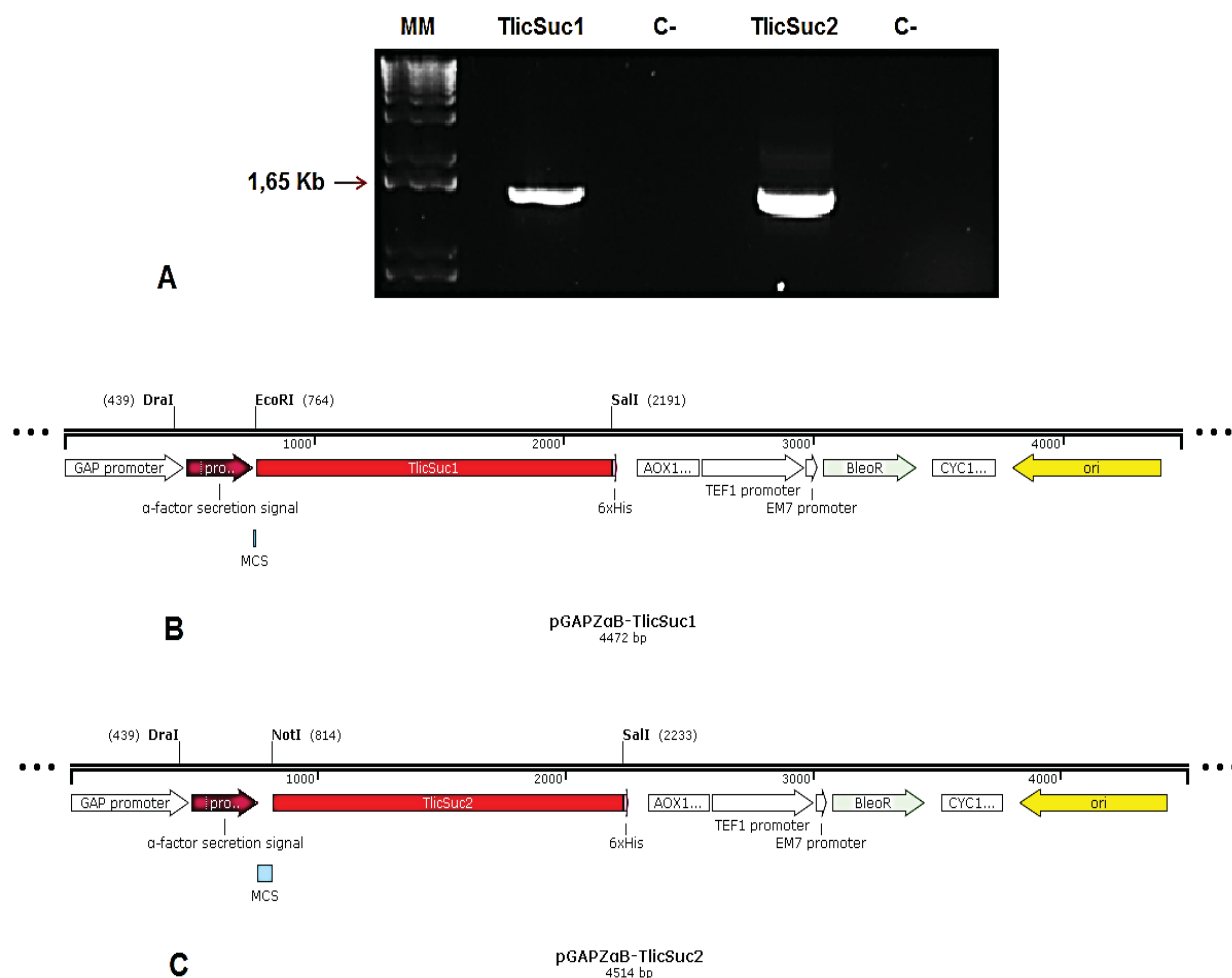 MM TlicSuc1 C- TlicSuc2 C-
1,65 Kb
A
(439) DraI EcoRI (764) SalI (2191)
1000 2000 3000 4000
GAP promoter pro.. TlicSuc1 AOX1... BleoR CYC1... ori
TEF1 promoter
α-factor secretion signal 6xHis EM7 promoter
MCS
B
pGAPZαB-TlicSuc1
4472 bp
(439) DraI NotI (814) SalI (2233)
1000 2000 3000 4000
GAP promoter pro.. TlicSuc2 AOX1... BleoR CYC1... ori
TEF1 promoter
α-factor secretion signal 6xHis EM7 promoter
MCS
C
pGAPZαB-TlicSuc2
4514 bp